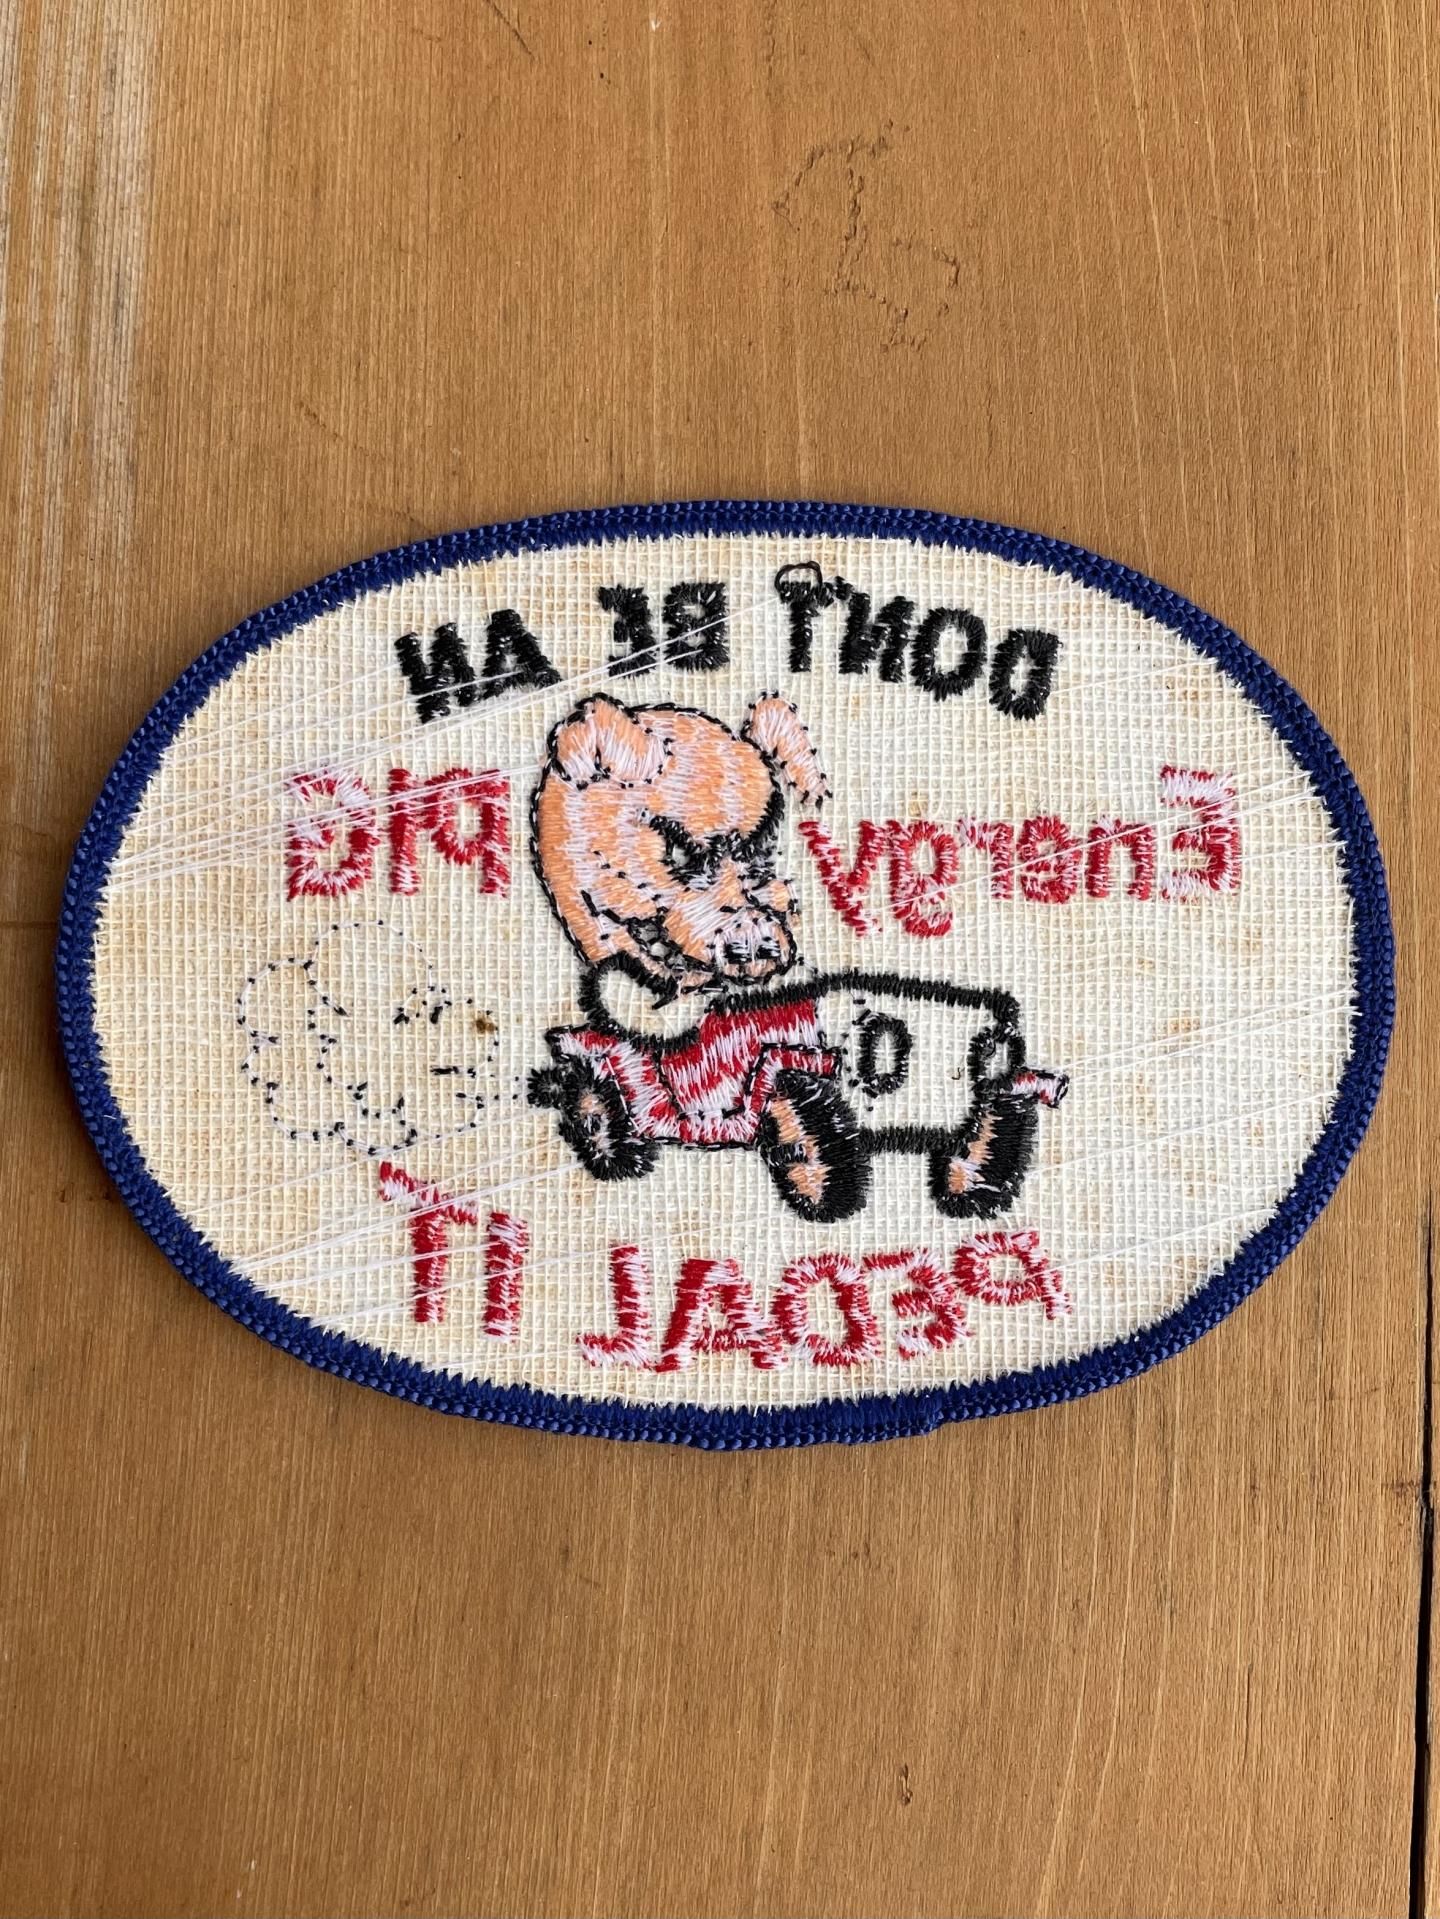 DON'T BE AN
Energy PIG
PEDAL IT